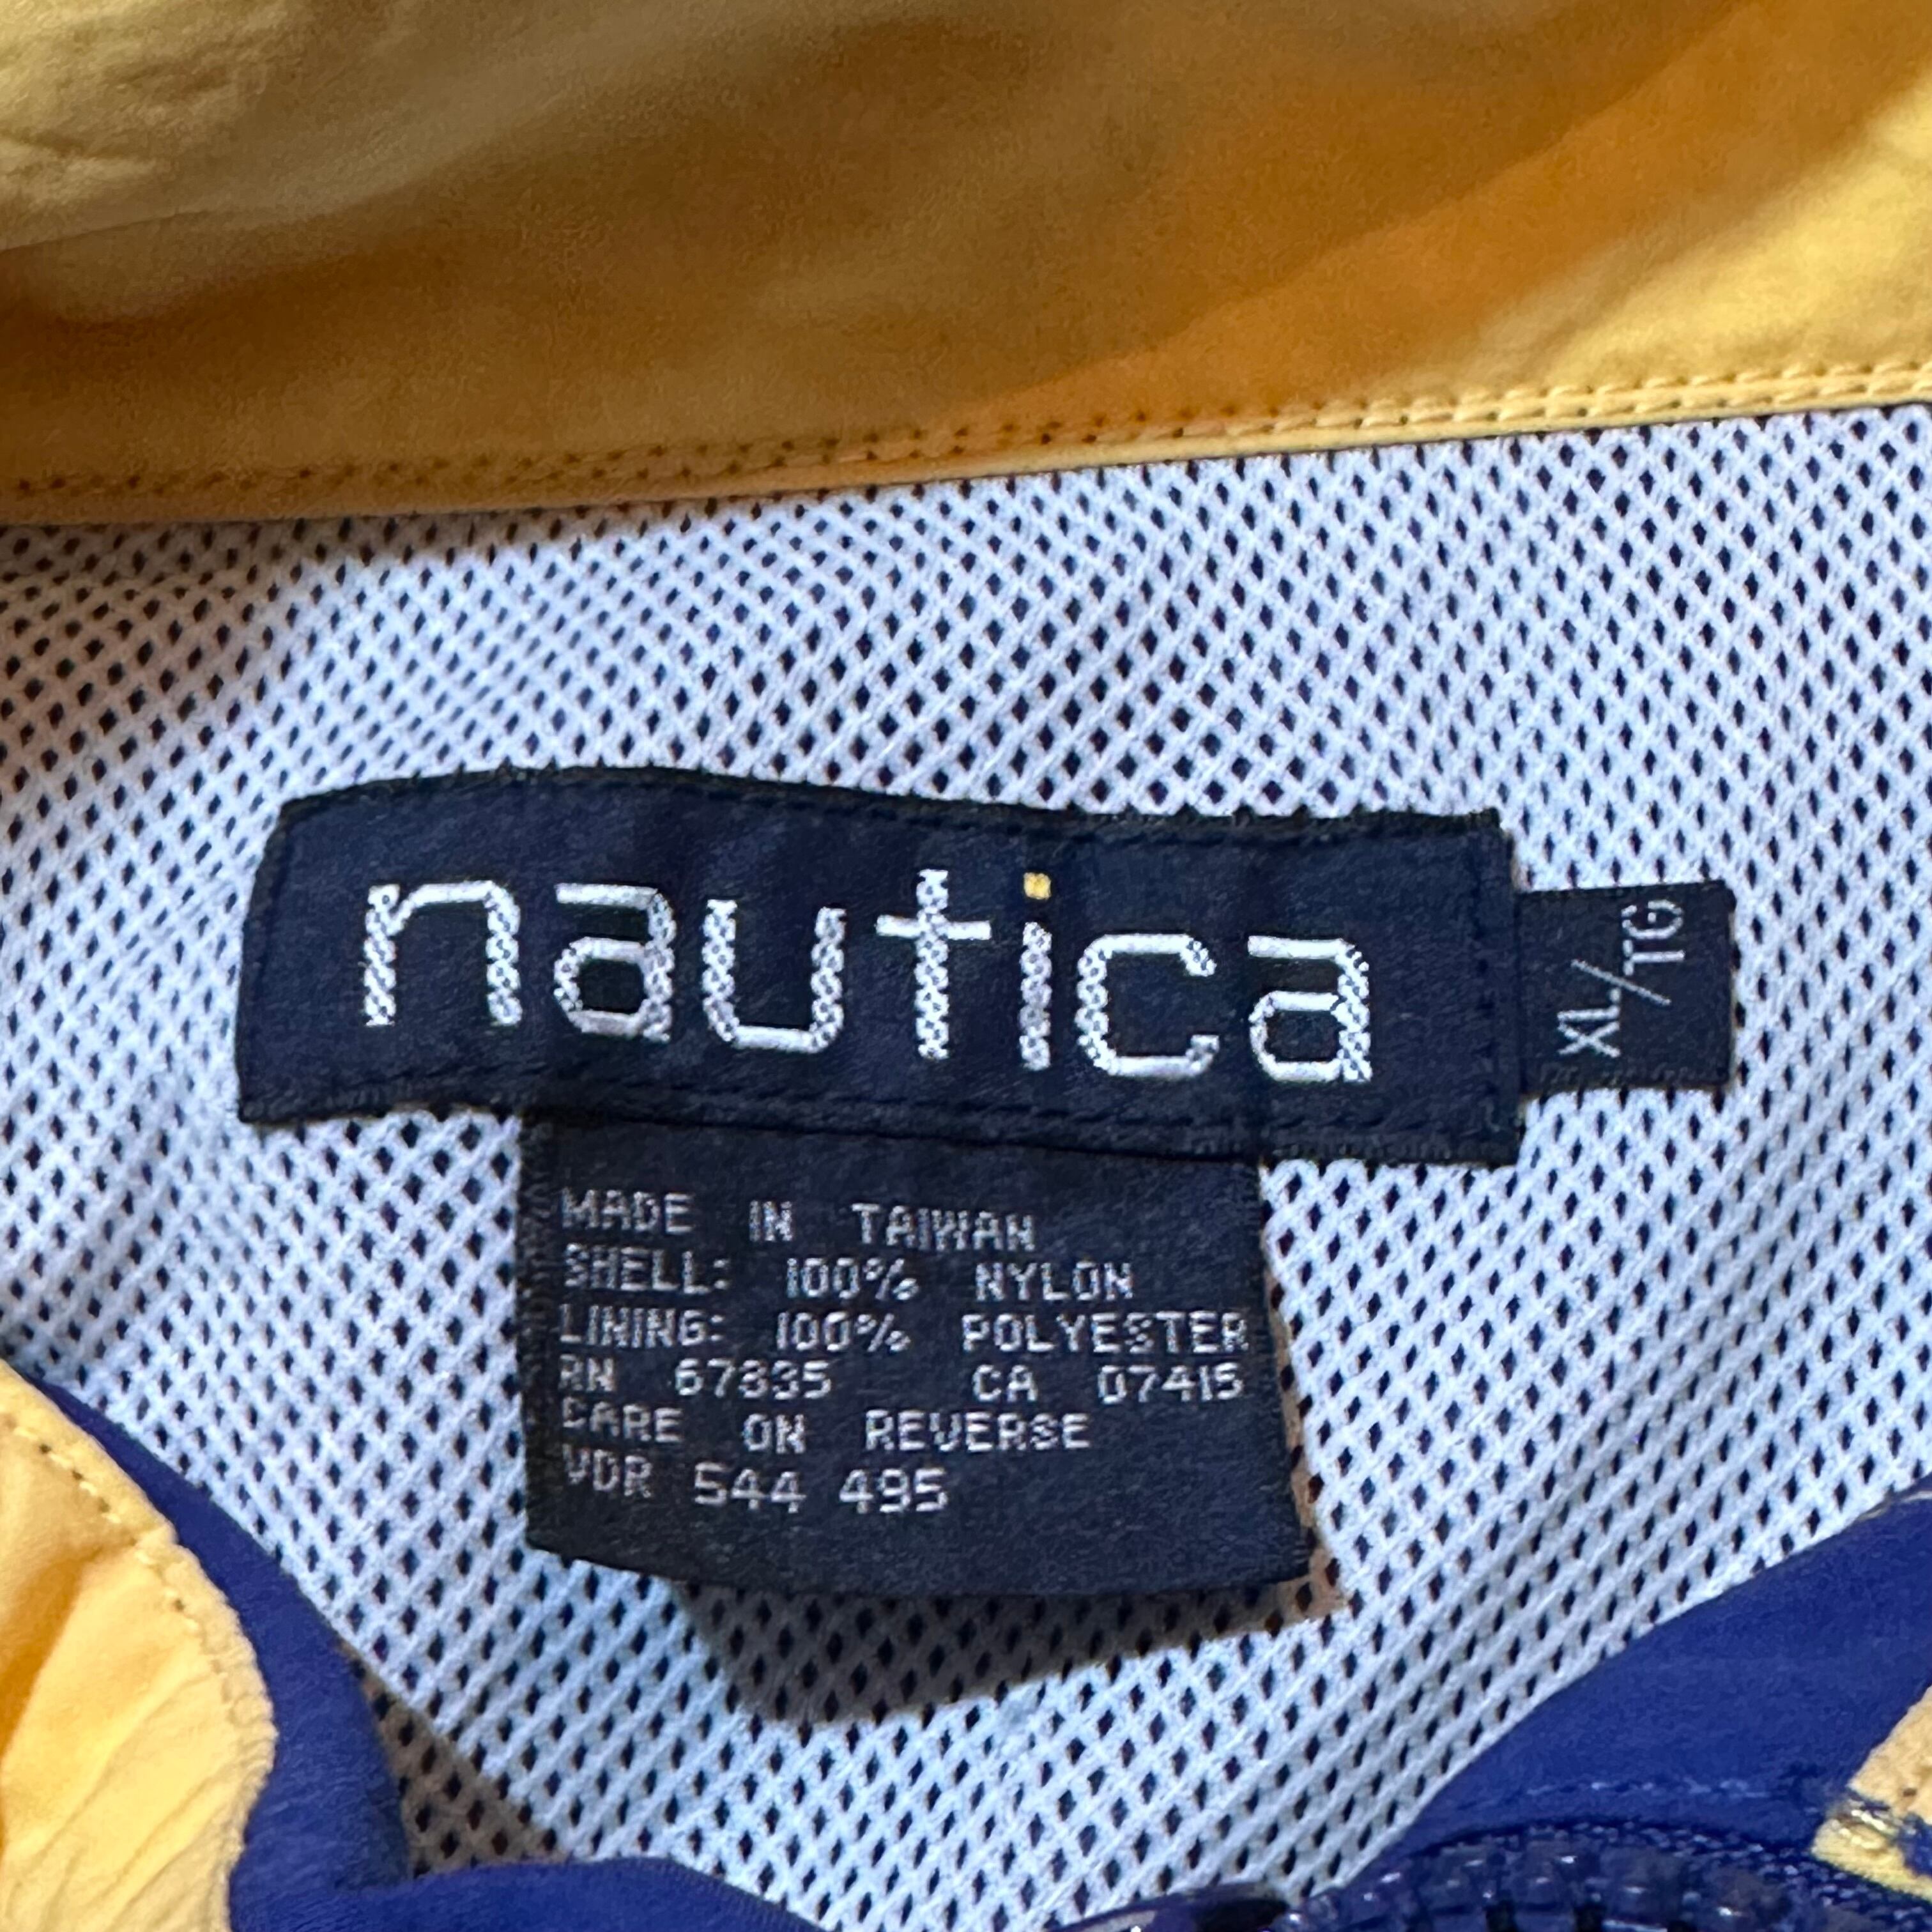 nautica
XL/TG
MADE IN TAIWAN
SHELL: 100% NYLON
LINING: 100% POLYESTER
RN 67835 CA 07415
CARE ON REVERSE
VDR 544 495